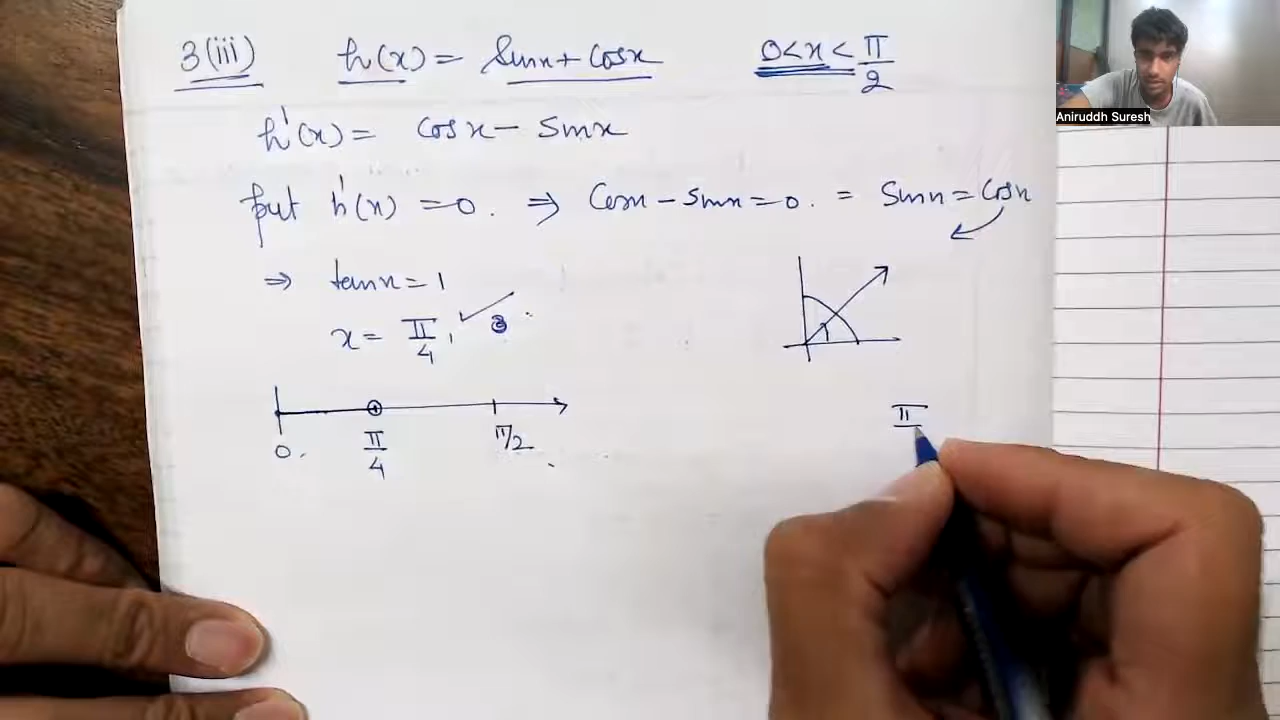 3(iii) h(x) = Sinx + Cosx 0<x<π/2
h'(x) = Cosx - Sinx
put h'(x) = 0. ⇒ Cosx - Sinx = 0. = Sinx = Cosx
⇒ tanx = 1
x = π/4,
0. π/4 π/2
π
Aniruddh Suresh